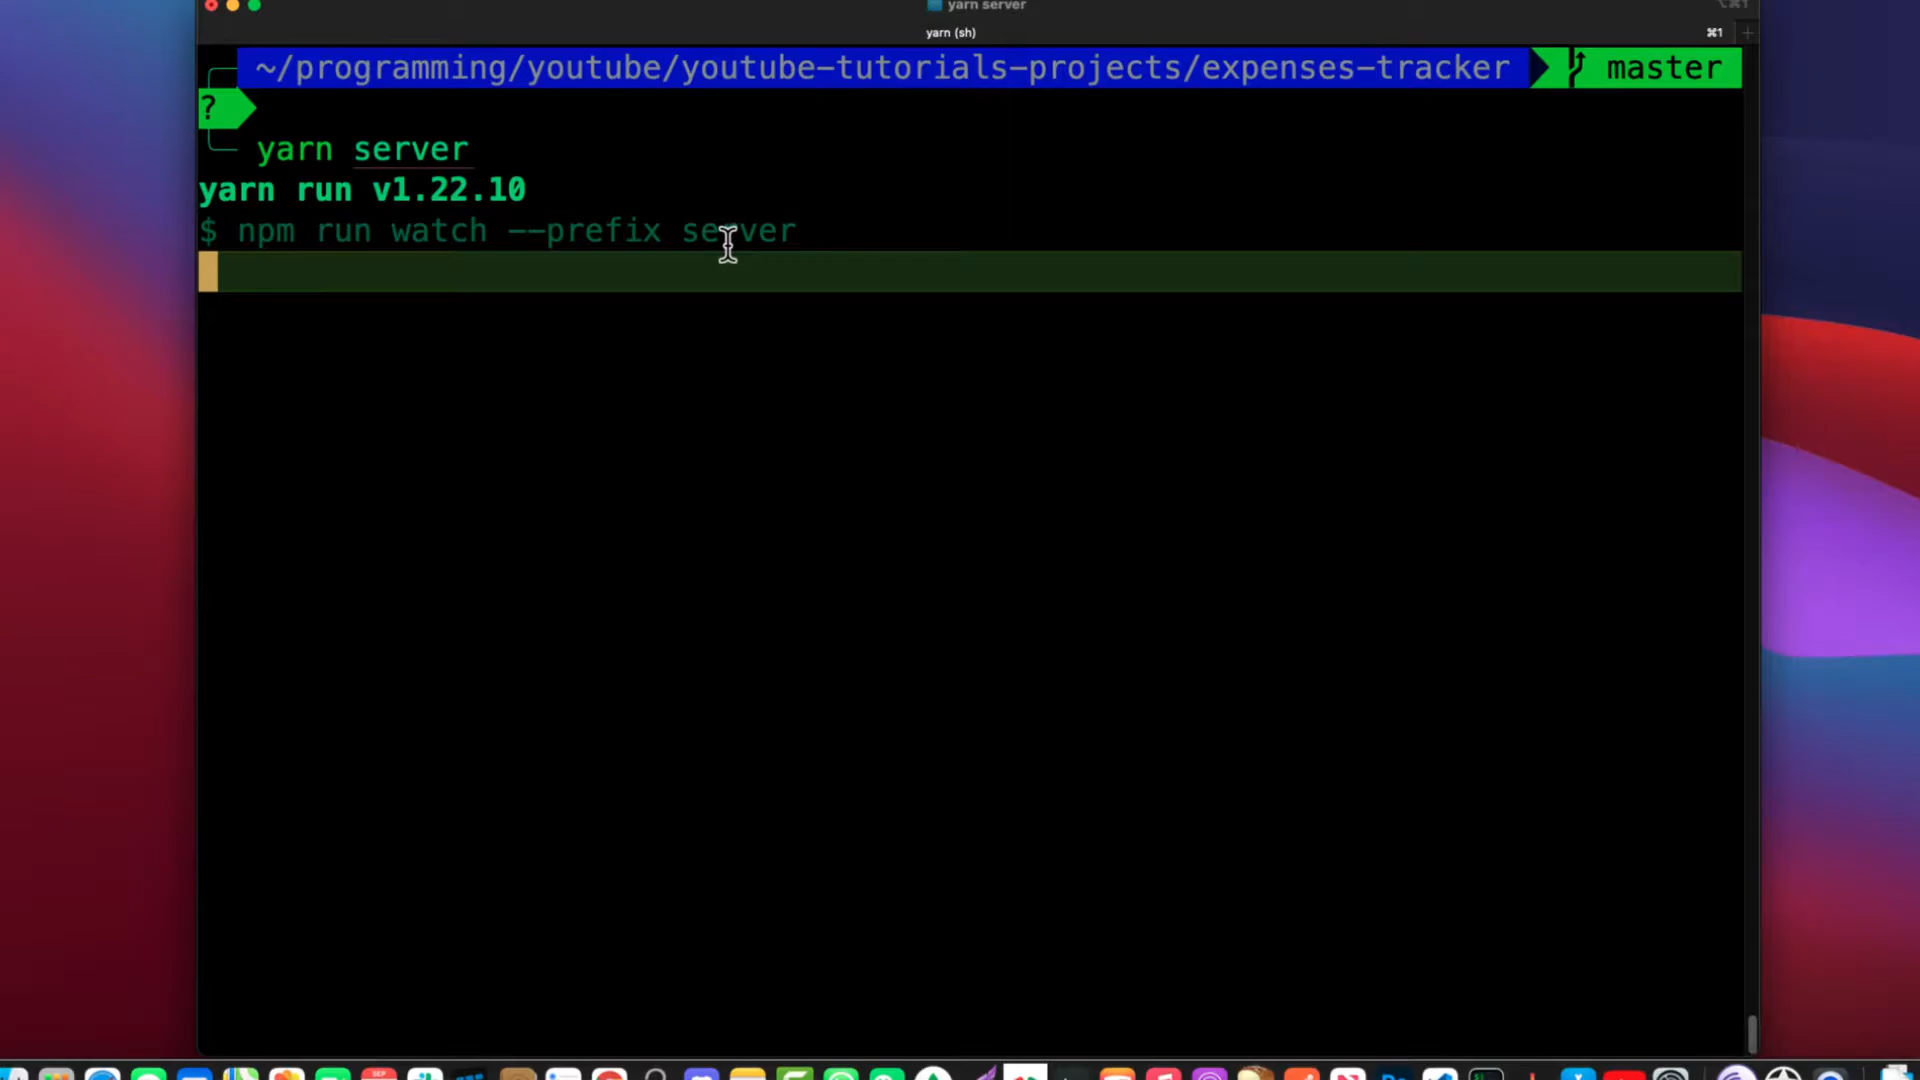 yarn server
yarn (sh)
⌘1
~/programming/youtube/youtube-tutorials-projects/expenses-tracker master
?
yarn server
yarn run v1.22.10
$ npm run watch --prefix server
SEP